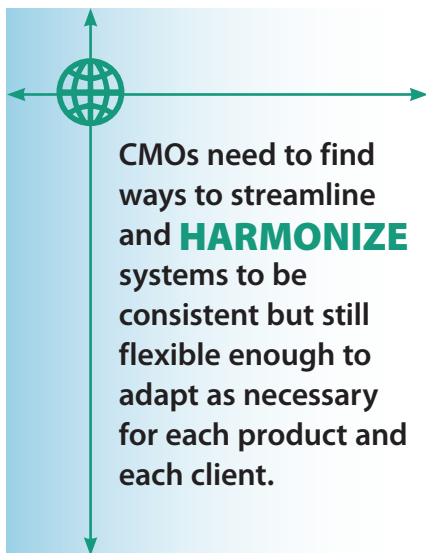 CMOs need to find
ways to streamline
and HARMONIZE
systems to be
consistent but still
flexible enough to
adapt as necessary
for each product and
each client.